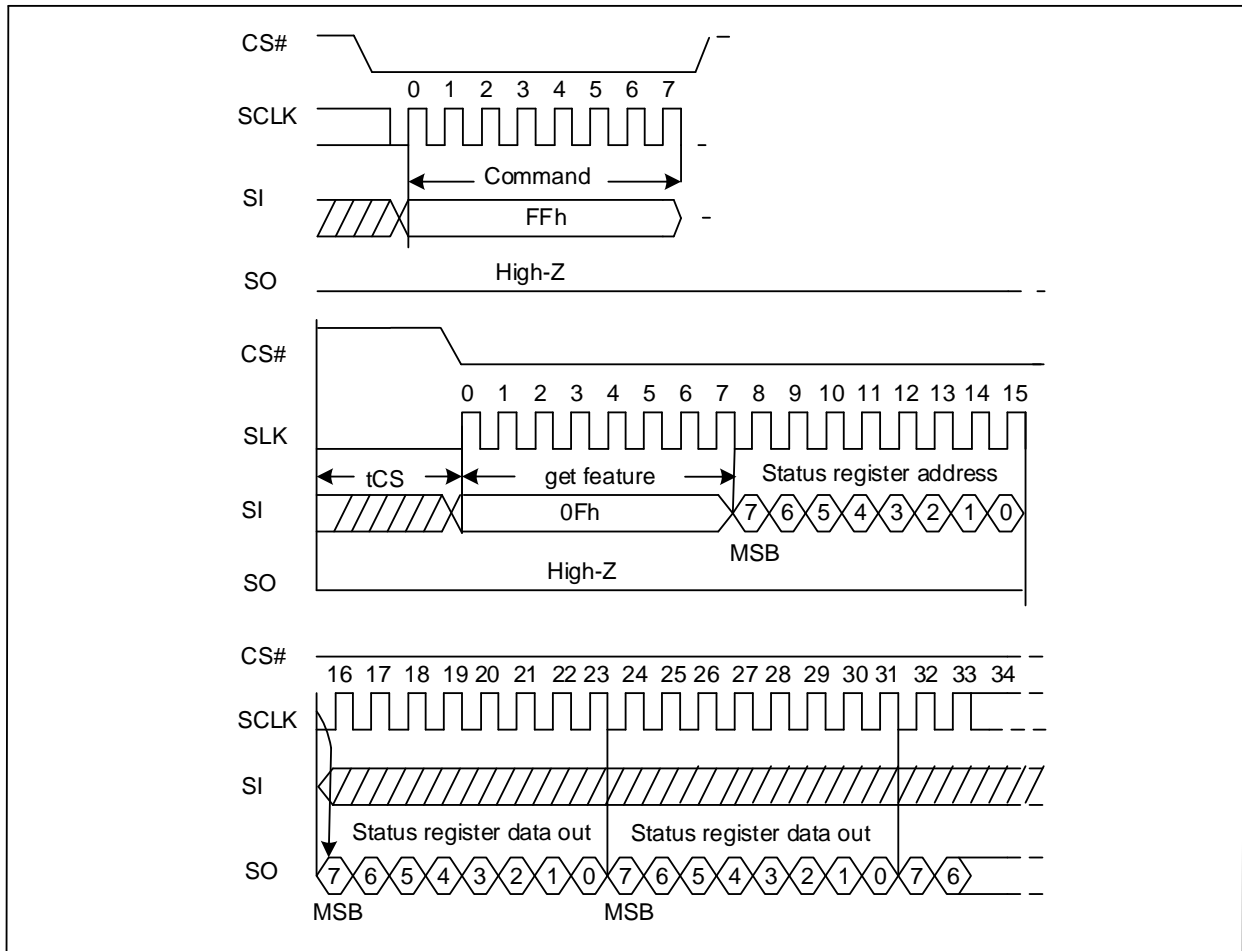 CS#
0 1 2 3 4 5 6 7
SCLK
Command
SI
FFh
High-Z
SO
CS#
0 1 2 3 4 5 6 7 8 9 10 11 12 13 14 15
SLK
tCS get feature Status register address
SI
0Fh 7 6 5 4 3 2 1 0
MSB
High-Z
SO
CS#
16 17 18 19 20 21 22 23 24 25 26 27 28 29 30 31 32 33 34
SCLK
SI
Status register data out Status register data out
SO 7 6 5 4 3 2 1 0 7 6 5 4 3 2 1 0 7 6
MSB MSB